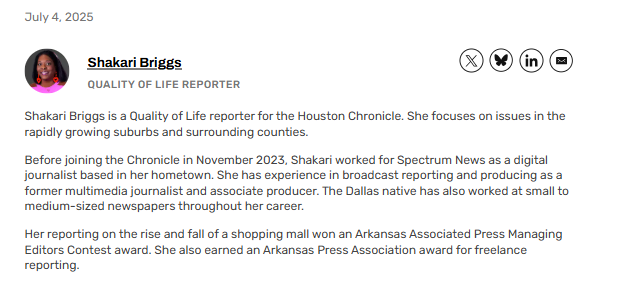 July 4, 2025
Shakari Briggs
QUALITY OF LIFE REPORTER
Shakari Briggs is a Quality of Life reporter for the Houston Chronicle. She focuses on issues in the
rapidly growing suburbs and surrounding counties.
Before joining the Chronicle in November 2023, Shakari worked for Spectrum News as a digital
journalist based in her hometown. She has experience in broadcast reporting and producing as a
former multimedia journalist and associate producer. The Dallas native has also worked at small to
medium-sized newspapers throughout her career.
Her reporting on the rise and fall of a shopping mall won an Arkansas Associated Press Managing
Editors Contest award. She also earned an Arkansas Press Association award for freelance
reporting.